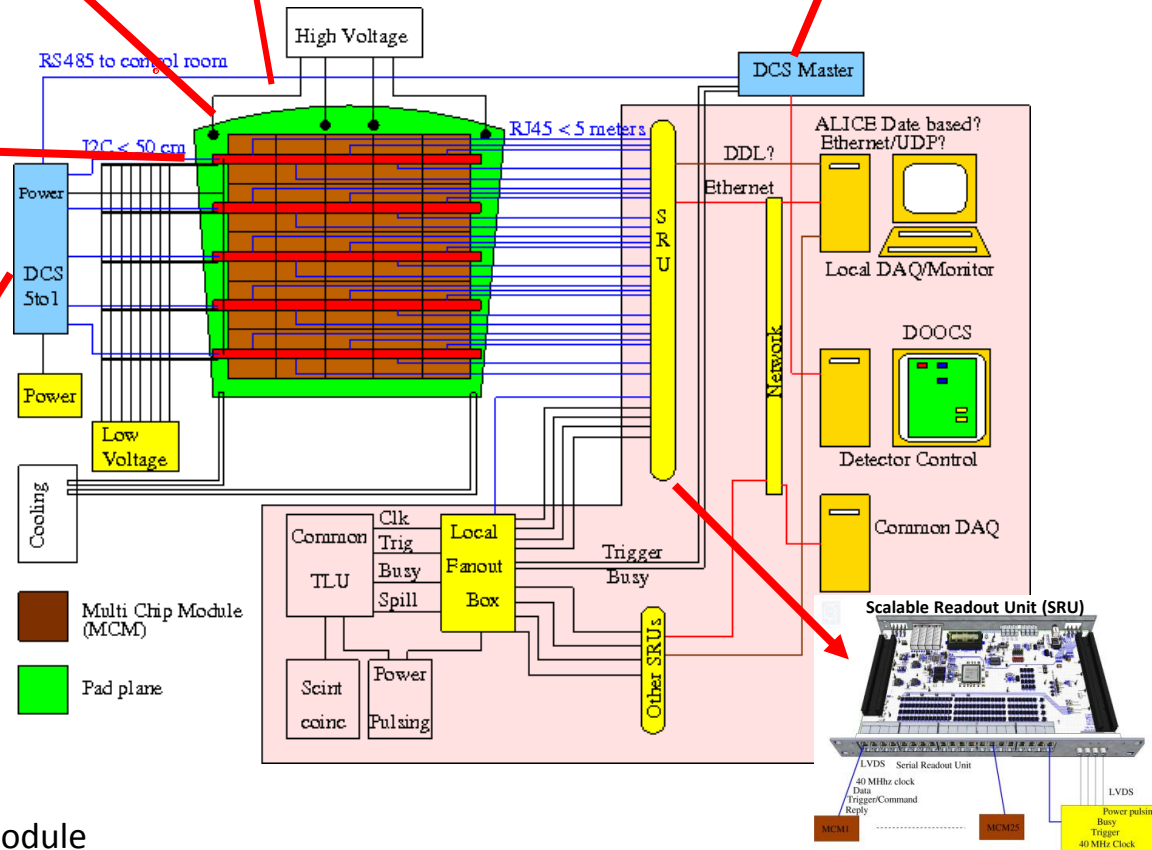 High Voltage
RS485 to control room
DCS Master
I2C < 50 cm
RJ45 < 5 meters
ALICE Date based?
Ethernet/UDP?
DDL?
Ethernet
Power
DCS
5to1
S
R
U
Local DAQ/Monitor
Network
DOOCS
Power
Low
Voltage
Detector Control
Cooling
Common
TLU
Clk
Trig
Busy
Spill
Local
Fanout
Box
Trigger
Busy
Common DAQ
Multi Chip Module
(MCM)
Pad plane
Scint
coinc
Power
Pulsing
Other SRUs
Scalable Readout Unit (SRU)
LVDS
Serial Readout Unit
40 MHhz clock
Data
Trigger/Command
Reply
LVDS
MCM1
MCM25
Power pulsin
Busy
Trigger
40 MHz Clock
odule